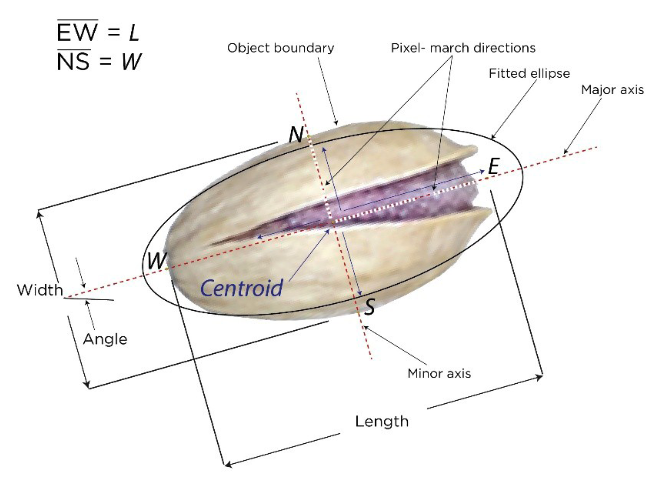 EW = L
NS = W
Object boundary
Pixel- march directions
Fitted ellipse
Major axis
N
E
W
Centroid
S
Width
Angle
Minor axis
Length